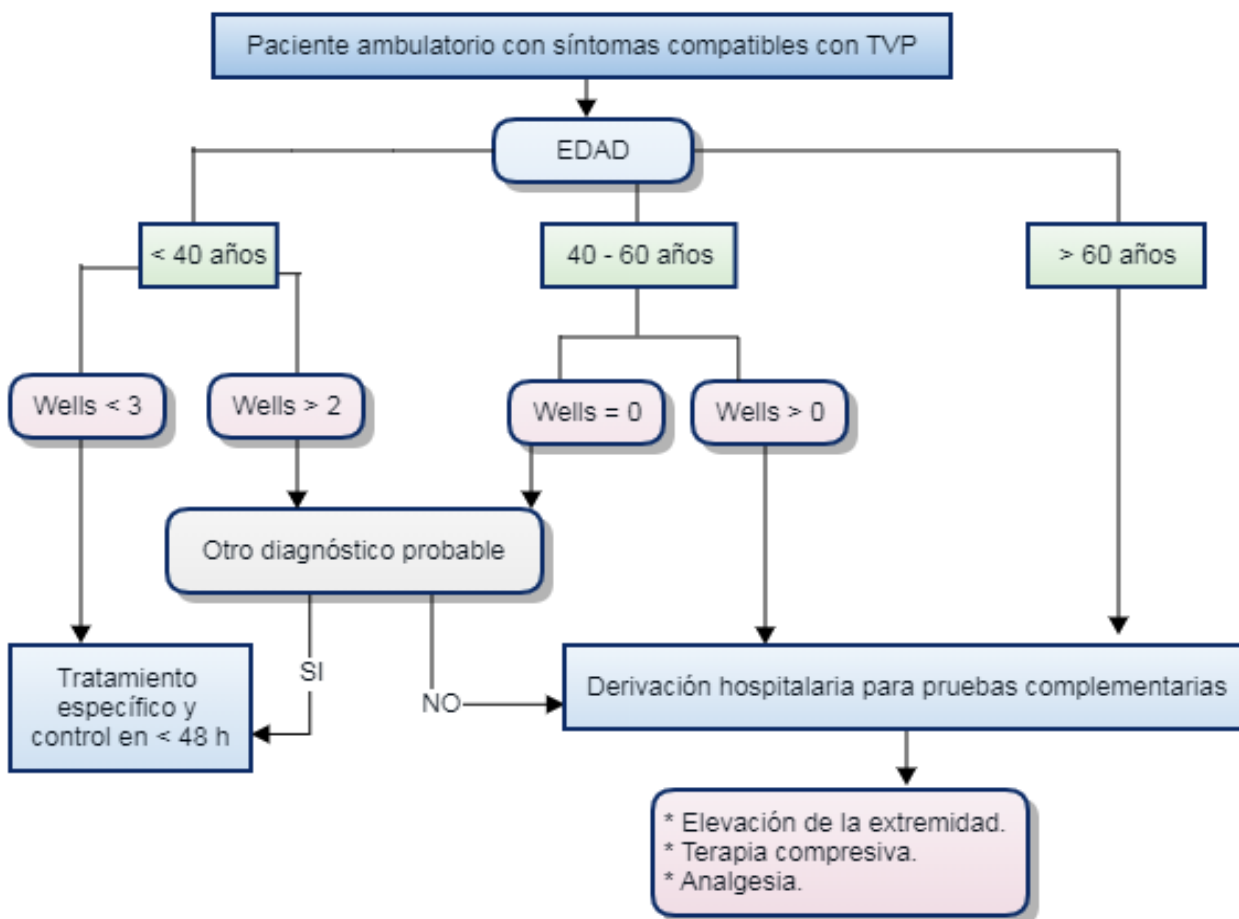 Paciente ambulatorio con síntomas compatibles con TVP
EDAD
< 40 años
40 - 60 años
> 60 años
Wells < 3
Wells > 2
Wells = 0
Wells > 0
Otro diagnóstico probable
SI
NO
Tratamiento
específico y
control en < 48 h
Derivación hospitalaria para pruebas complementarias
* Elevación de la extremidad.
* Terapia compresiva.
* Analgesia.